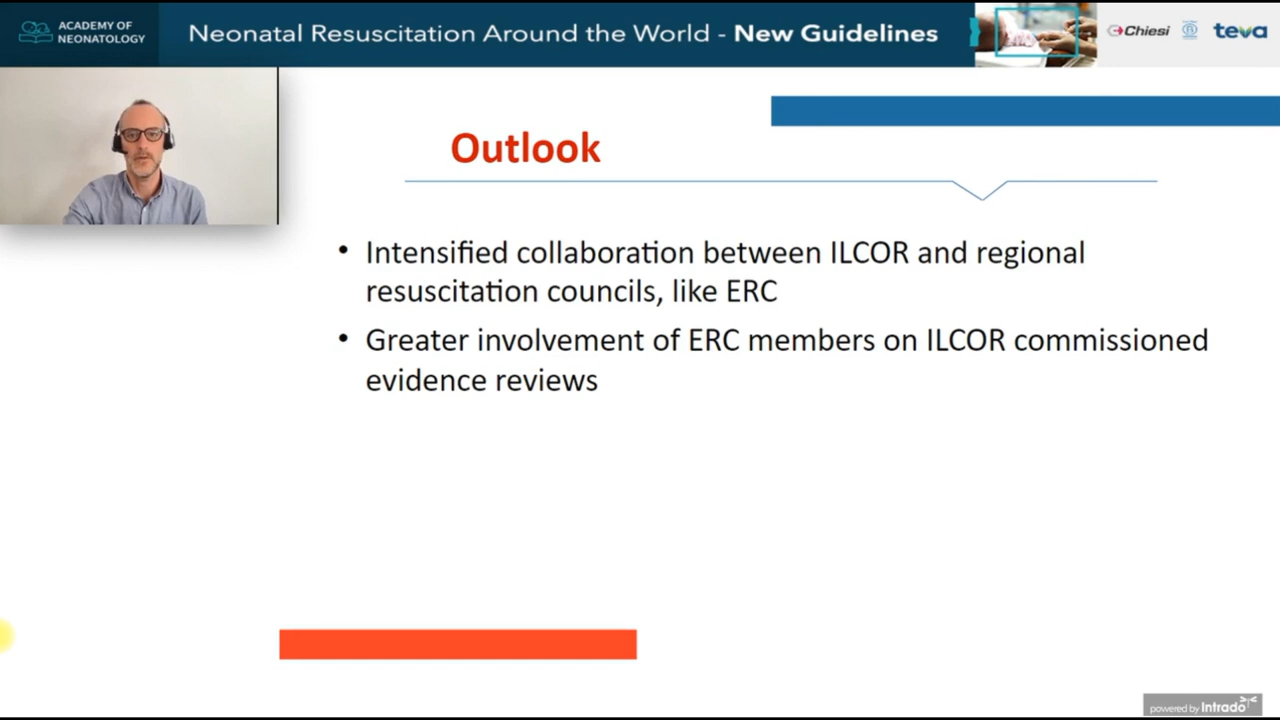 ACADEMY OF
NEONATOLOGY
Neonatal Resuscitation Around the World - New Guidelines
Chiesi
teva
Outlook
• Intensified collaboration between ILCOR and regional
resuscitation councils, like ERC
• Greater involvement of ERC members on ILCOR commissioned
evidence reviews
powered by Intrado